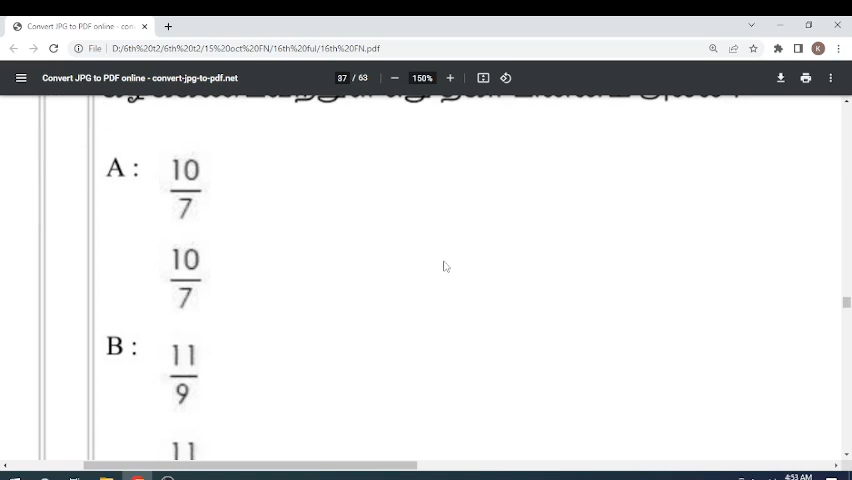 Convert JPG to PDF online - con
File D:/6th%20t2/6th%20t2/15%20oct%20FN/16th%20ful/16th%20FN.pdf
K
Convert JPG to PDF online - convert-jpg-to-pdf.net
37 / 63
150%
A :
10
7
10
7
B :
11
9
11
4:53 AM